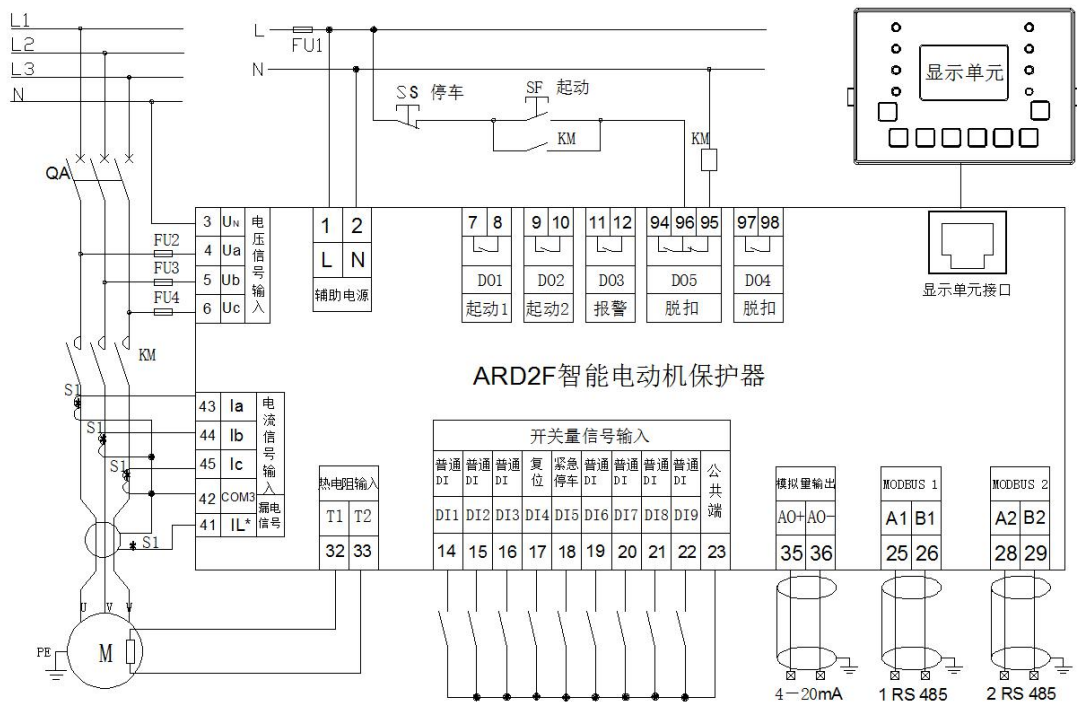 L1
L2
L3
N
L
FU1
N
SS 停车
SF 起动
KM
KM
显示单元
QA
3 UN
4 Ua
5 Ub
6 Uc
电压信号输入
FU2
FU3
FU4
1 2
L N
辅助电源
7 8
DO1
起动1
9 10
DO2
起动2
11 12
DO3
报警
94 96 95
DO5
脱扣
97 98
DO4
脱扣
显示单元接口
KM
ARD2F智能电动机保护器
S1
S1
S1
S1
43 Ia
44 Ib
45 Ic
42 COM3
41 IL*
电流信号输入
漏电信号
热电阻输入
T1 T2
32 33
开关量信号输入
普通DI 普通DI 普通DI 复位 紧急停车 普通DI 普通DI 普通DI 普通DI 公共端
DI1 DI2 DI3 DI4 DI5 DI6 DI7 DI8 DI9
14 15 16 17 18 19 20 21 22 23
模拟量输出
AO+ AO-
35 36
4-20mA
MODBUS 1
A1 B1
25 26
1 RS 485
MODBUS 2
A2 B2
28 29
2 RS 485
U V W
M
PE